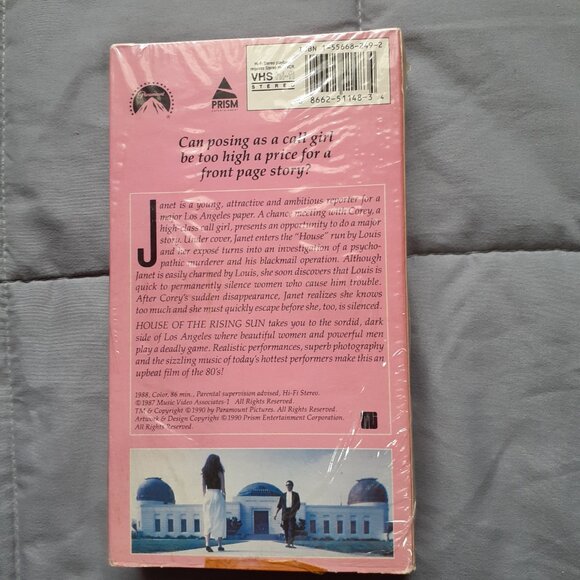 ISBN 1-55668-249-2
Hi-Fi Stereo
VHS hi-fi
STEREO
8662-51148-3 4
Paramount
PRISM
Can posing as a call girl
be too high a price for a
front page story?
Janet is a young, attractive and ambitious reporter for a
major Los Angeles paper. A chance meeting with Corey, a
high-class call girl, presents an opportunity to do a major
story. Under cover, Janet enters the "House" run by Louis
and her exposé turns into an investigation of a psycho-
pathic murderer and his blackmail operation. Although
Janet is easily charmed by Louis, she soon discovers that Louis is
quick to permanently silence women who cause him trouble.
After Corey's sudden disappearance, Janet realizes she knows
too much and she must quickly escape before she, too, is silenced.
HOUSE OF THE RISING SUN takes you to the sordid, dark
side of Los Angeles where beautiful women and powerful men
play a deadly game. Realistic performances, superb photography
and the sizzling music of today's hottest performers make this an
upbeat film of the 80's!
1988, Color, 86 min., Parental supervision advised, Hi-Fi Stereo.
©1987 Music Video Associates-1 All Rights Reserved.
TM & Copyright ©1990 by Paramount Pictures. All Rights Reserved.
Artwork & Design Copyright ©1990 Prism Entertainment Corporation.
All Rights Reserved.